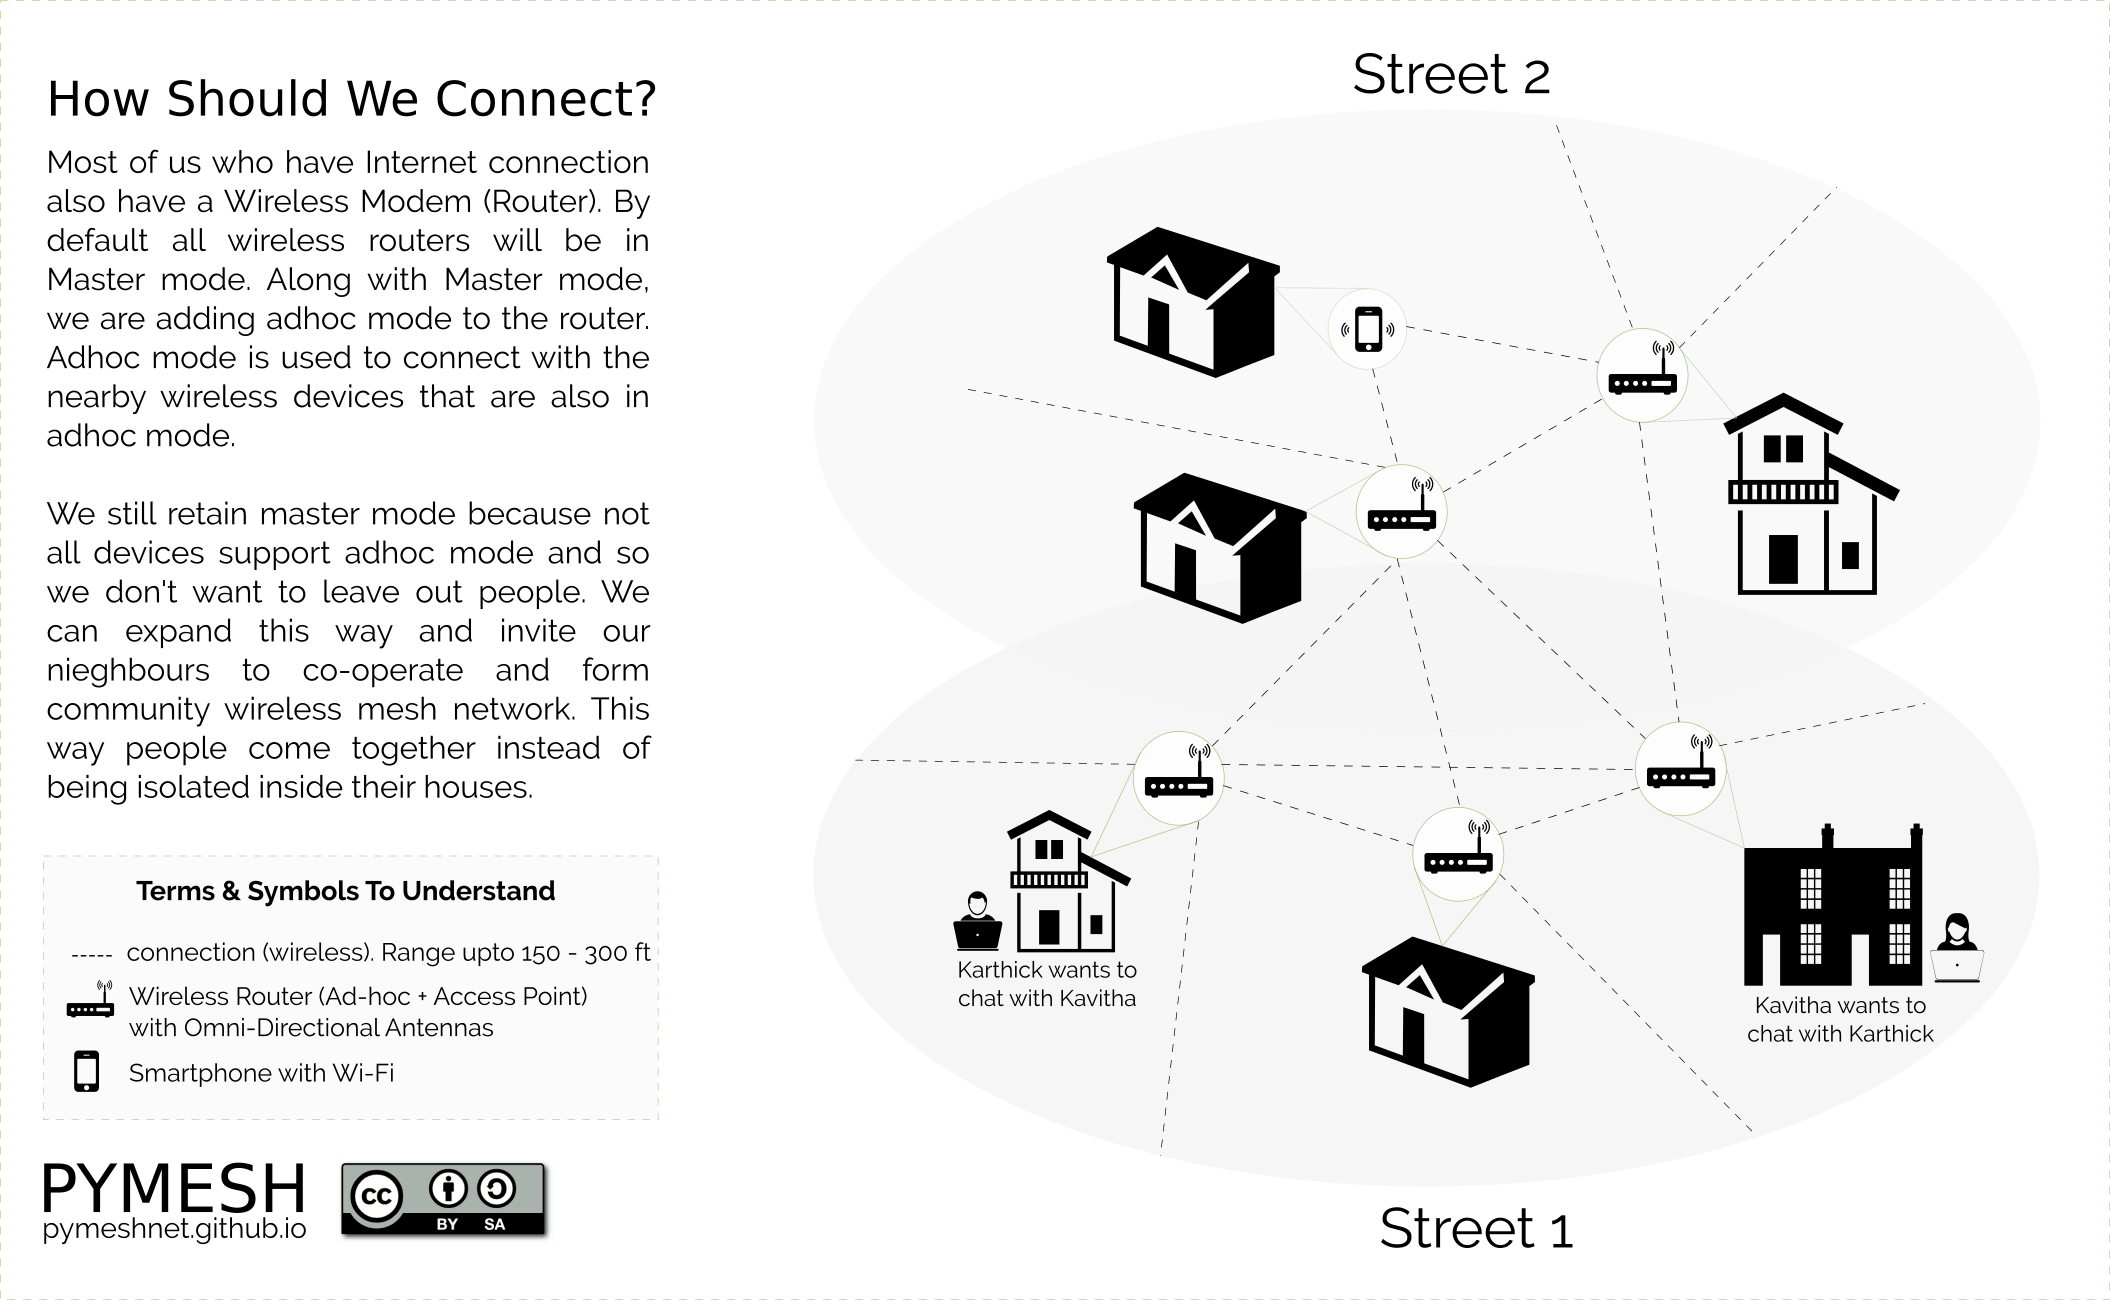 How Should We Connect?
Most of us who have Internet connection
also have a Wireless Modem (Router). By
default all wireless routers will be in
Master mode. Along with Master mode,
we are adding adhoc mode to the router.
Adhoc mode is used to connect with the
nearby wireless devices that are also in
adhoc mode.
We still retain master mode because not
all devices support adhoc mode and so
we don't want to leave out people. We
can expand this way and invite our
nieghbours to co-operate and form
community wireless mesh network. This
way people come together instead of
being isolated inside their houses.
Terms & Symbols To Understand
connection (wireless). Range upto 150 - 300 ft
Wireless Router (Ad-hoc + Access Point)
with Omni-Directional Antennas
Smartphone with Wi-Fi
PYMESH
pymeshnet.github.io
cc
BY SA
Street 2
Karthick wants to
chat with Kavitha
Kavitha wants to
chat with Karthick
Street 1